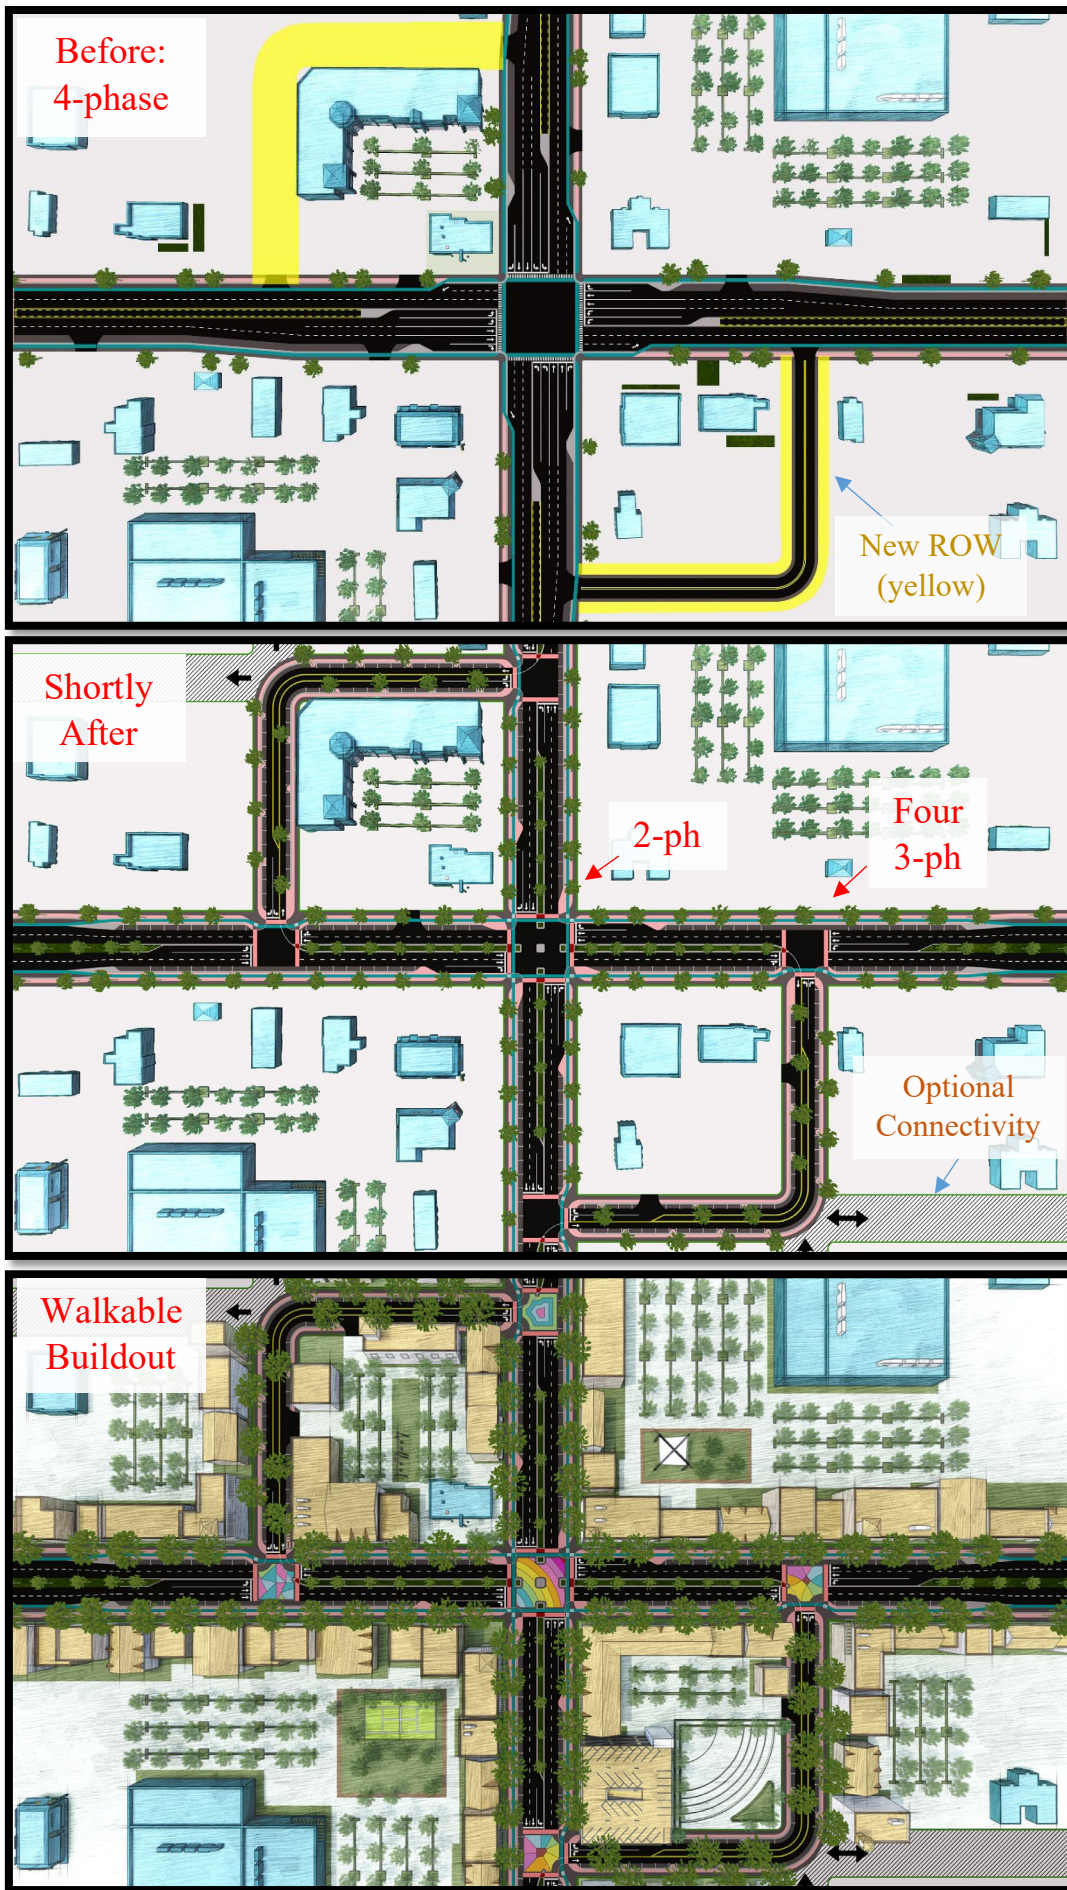 Before:
4-phase
New ROW
(yellow)
Shortly
After
2-ph
Four
3-ph
Optional
Connectivity
Walkable
Buildout